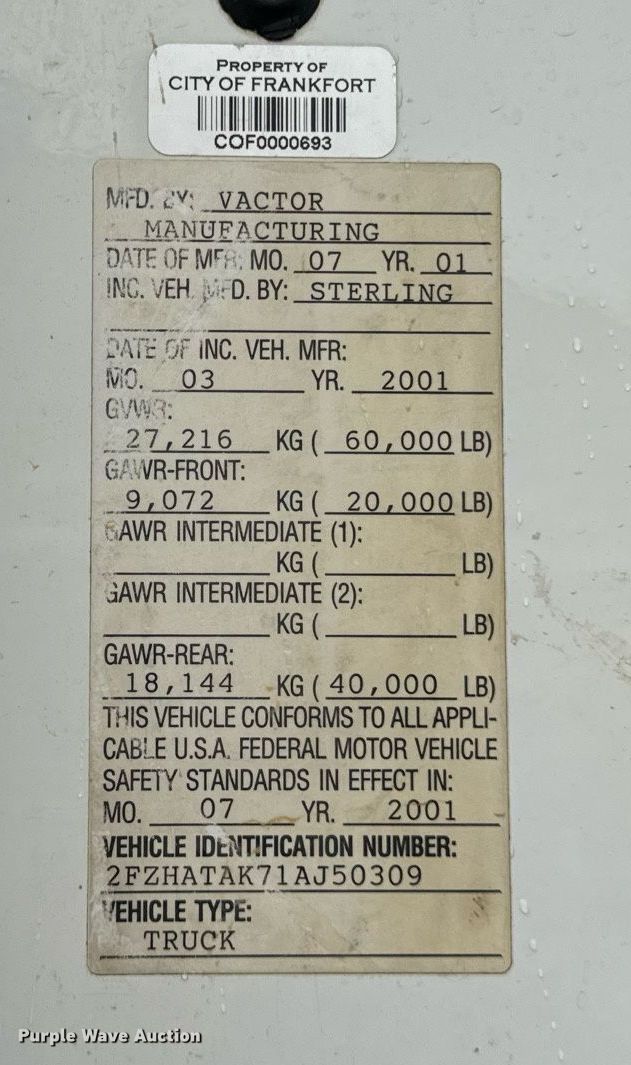 PROPERTY OF
CITY OF FRANKFORT
COF0000693
MFD. BY: VACTOR
MANUFACTURING
DATE OF MFR: MO. 07 YR. 01
INC. VEH. MFD. BY: STERLING
DATE OF INC. VEH. MFR:
MO. 03 YR. 2001
GVWR:
27,216 KG ( 60,000 LB)
GAWR-FRONT:
9,072 KG ( 20,000 LB)
GAWR INTERMEDIATE (1):
KG ( LB)
GAWR INTERMEDIATE (2):
KG ( LB)
GAWR-REAR:
18,144 KG ( 40,000 LB)
THIS VEHICLE CONFORMS TO ALL APPLI-
CABLE U.S.A. FEDERAL MOTOR VEHICLE
SAFETY STANDARDS IN EFFECT IN:
MO. 07 YR. 2001
VEHICLE IDENTIFICATION NUMBER:
2FZHATAK71AJ50309
VEHICLE TYPE:
TRUCK
Purple Wave Auction